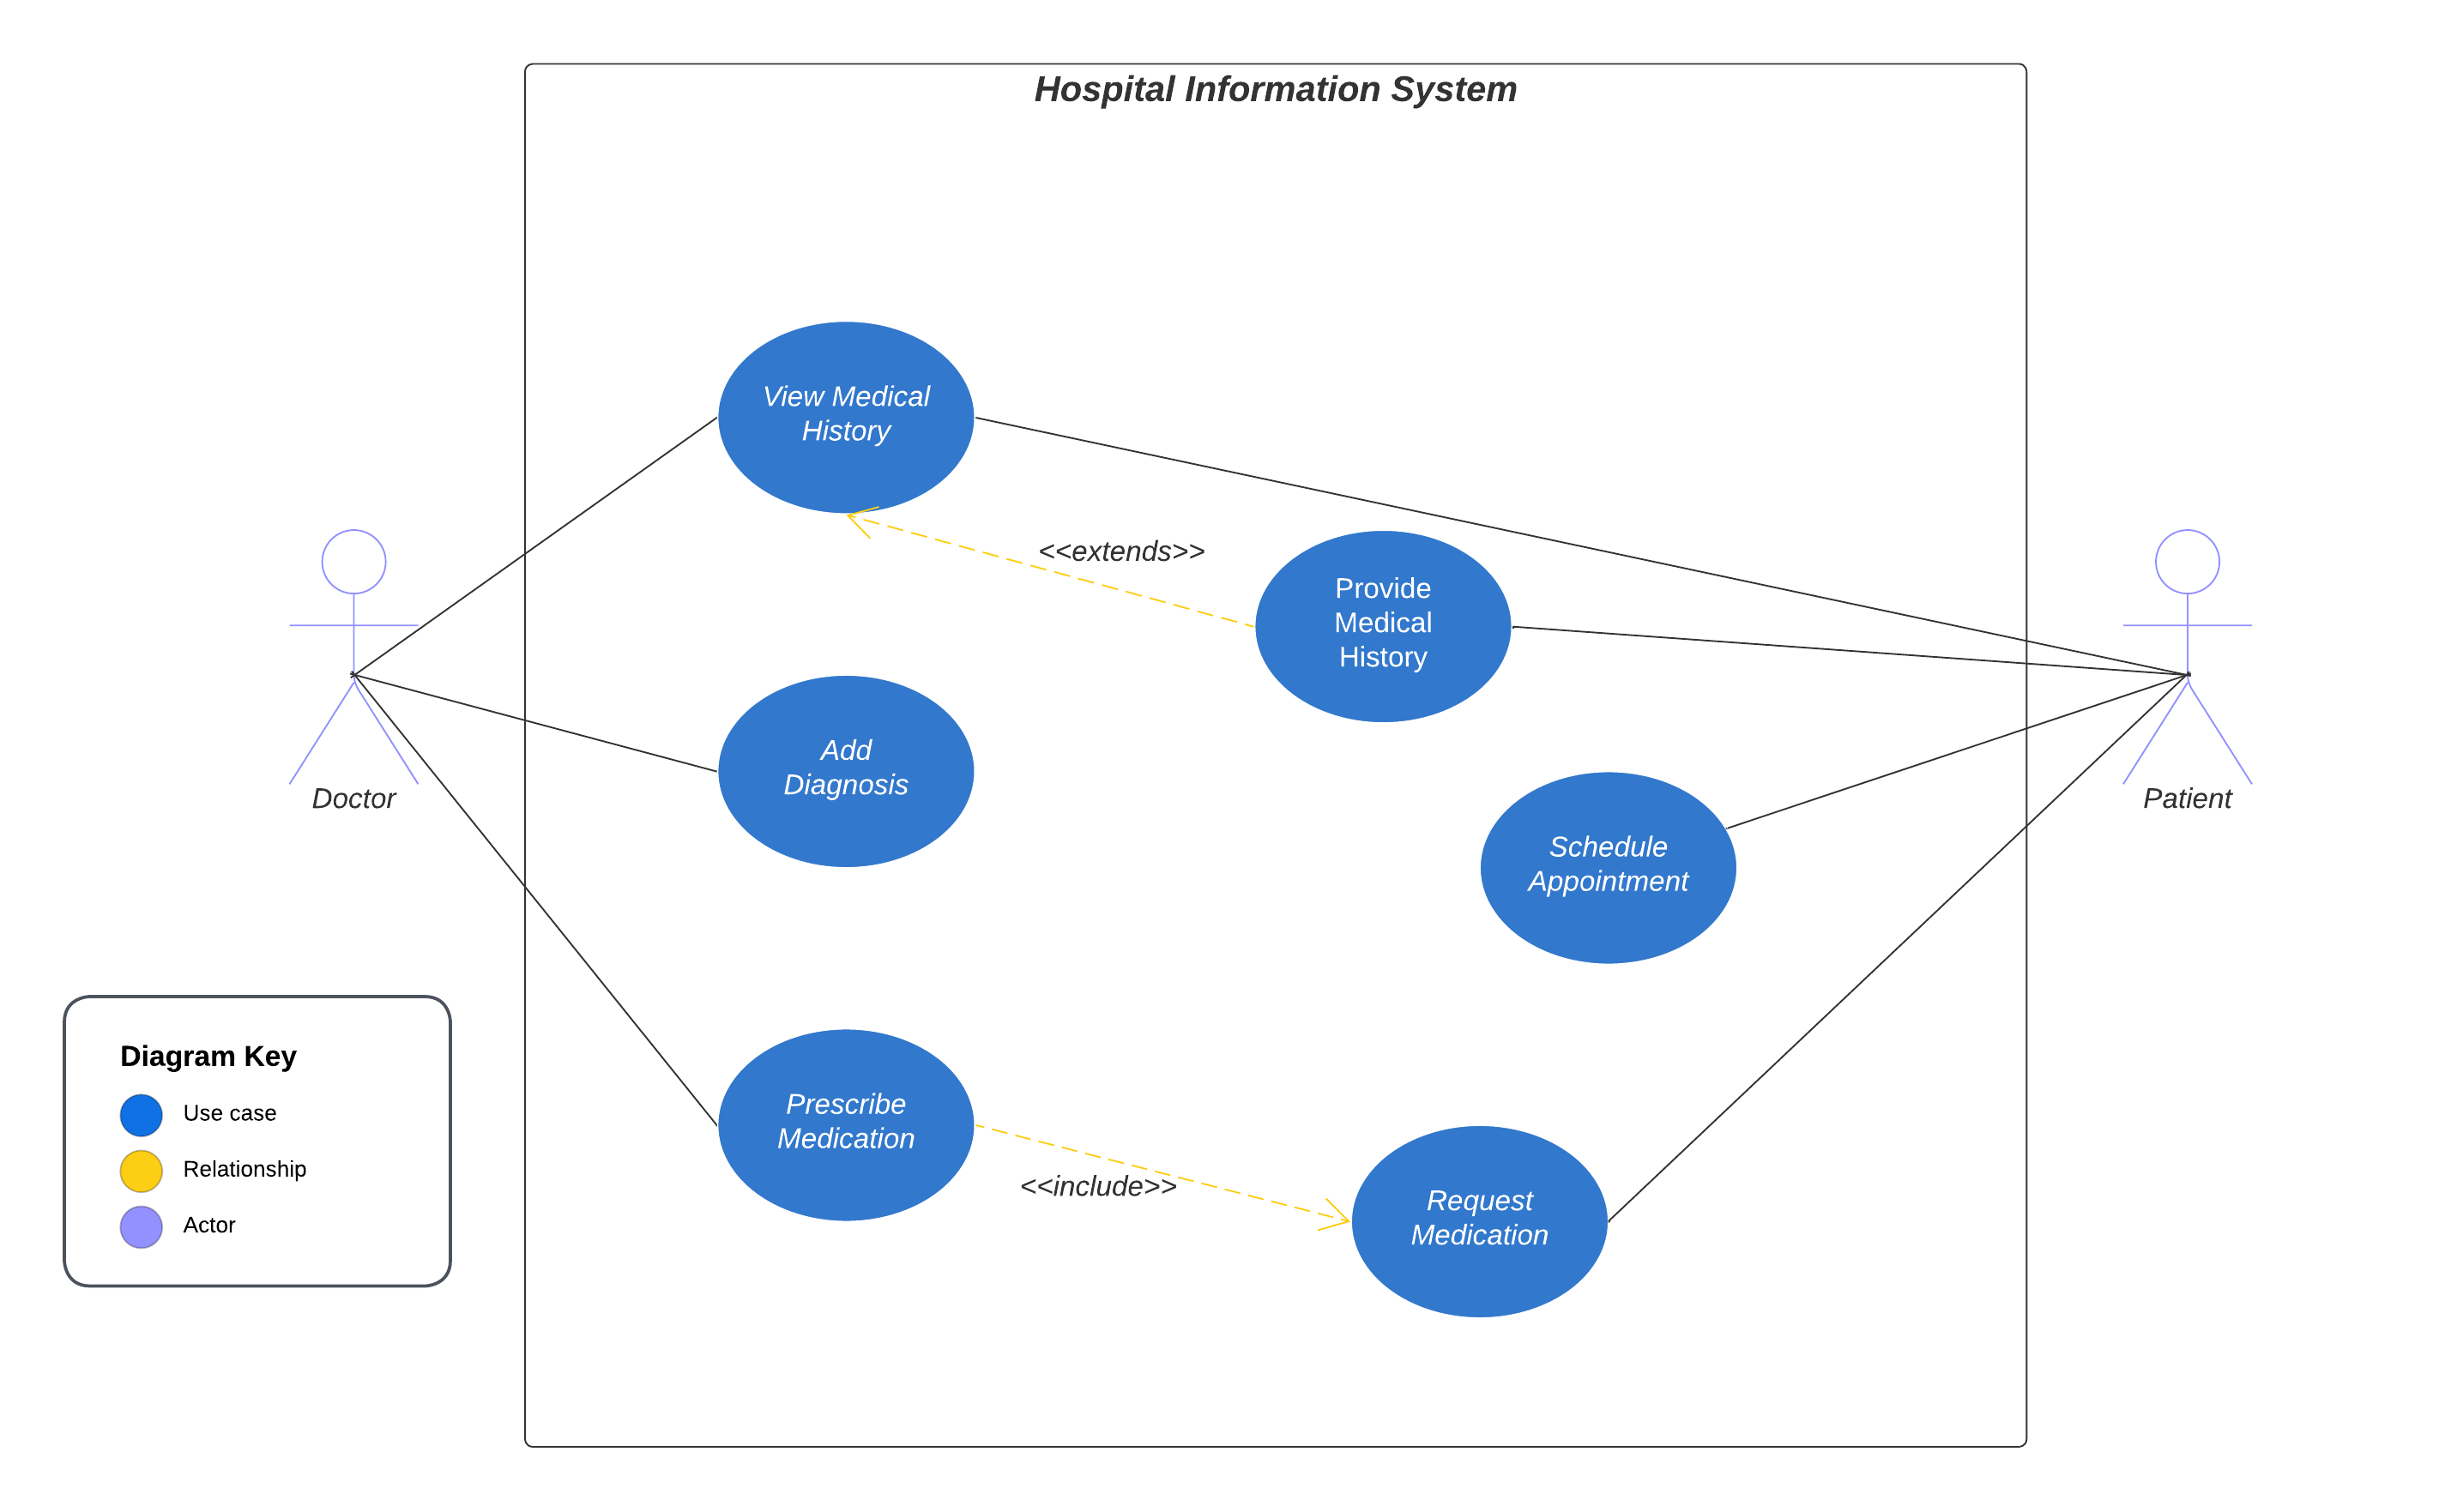 Hospital Information System
View Medical
History
<<extends>>
Provide
Medical
History
Add
Diagnosis
Doctor
Patient
Schedule
Appointment
Prescribe
Medication
<<include>>
Request
Medication
Diagram Key
Use case
Relationship
Actor